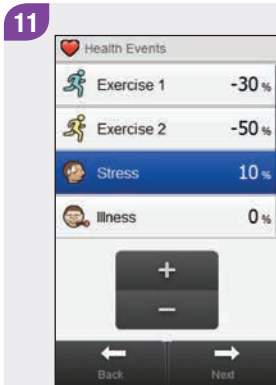 11
Health Events
Exercise 1 -30 %
Exercise 2 -50 %
Stress 10 %
Illness 0 %
+
−
Back Next